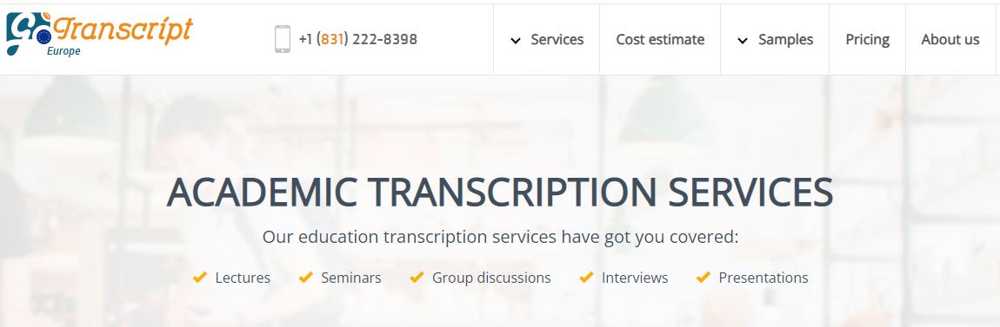 GoTranscript
Europe
+1 (831) 222-8398
Services
Cost estimate
Samples
Pricing
About us
ACADEMIC TRANSCRIPTION SERVICES
Our education transcription services have got you covered:
Lectures Seminars Group discussions Interviews Presentations